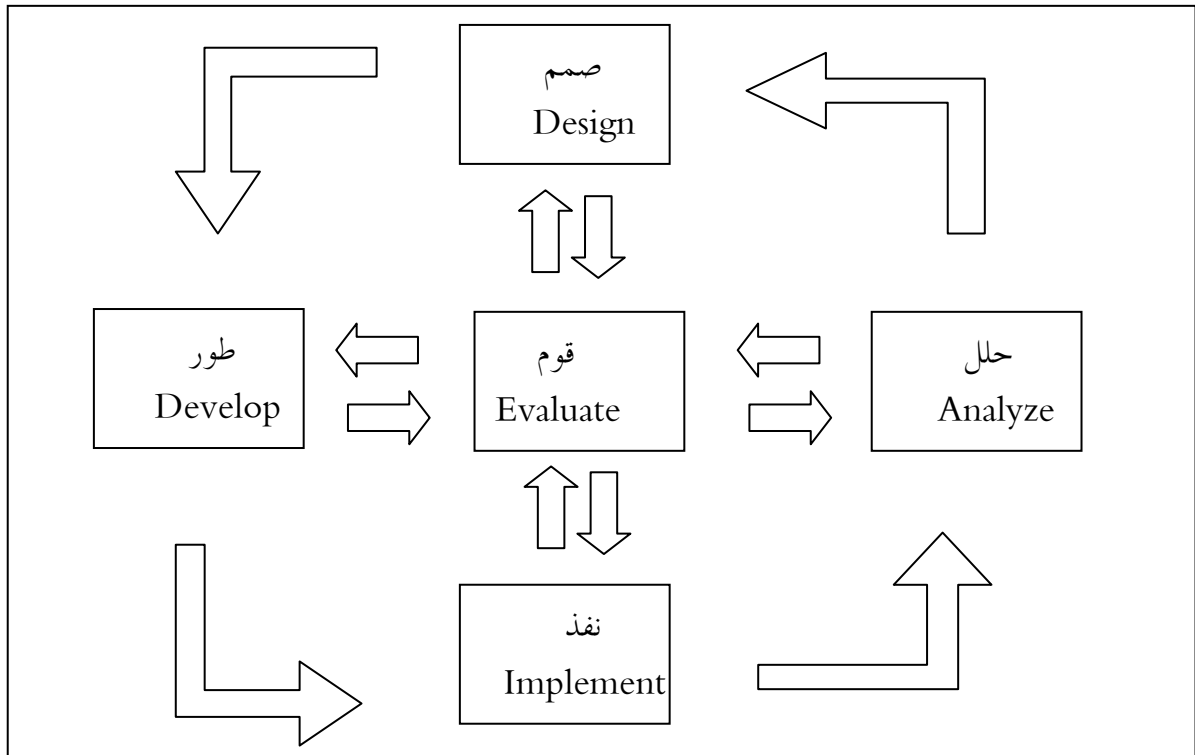 صمم
Design
طور
Develop
قوم
Evaluate
حلل
Analyze
نفذ
Implement